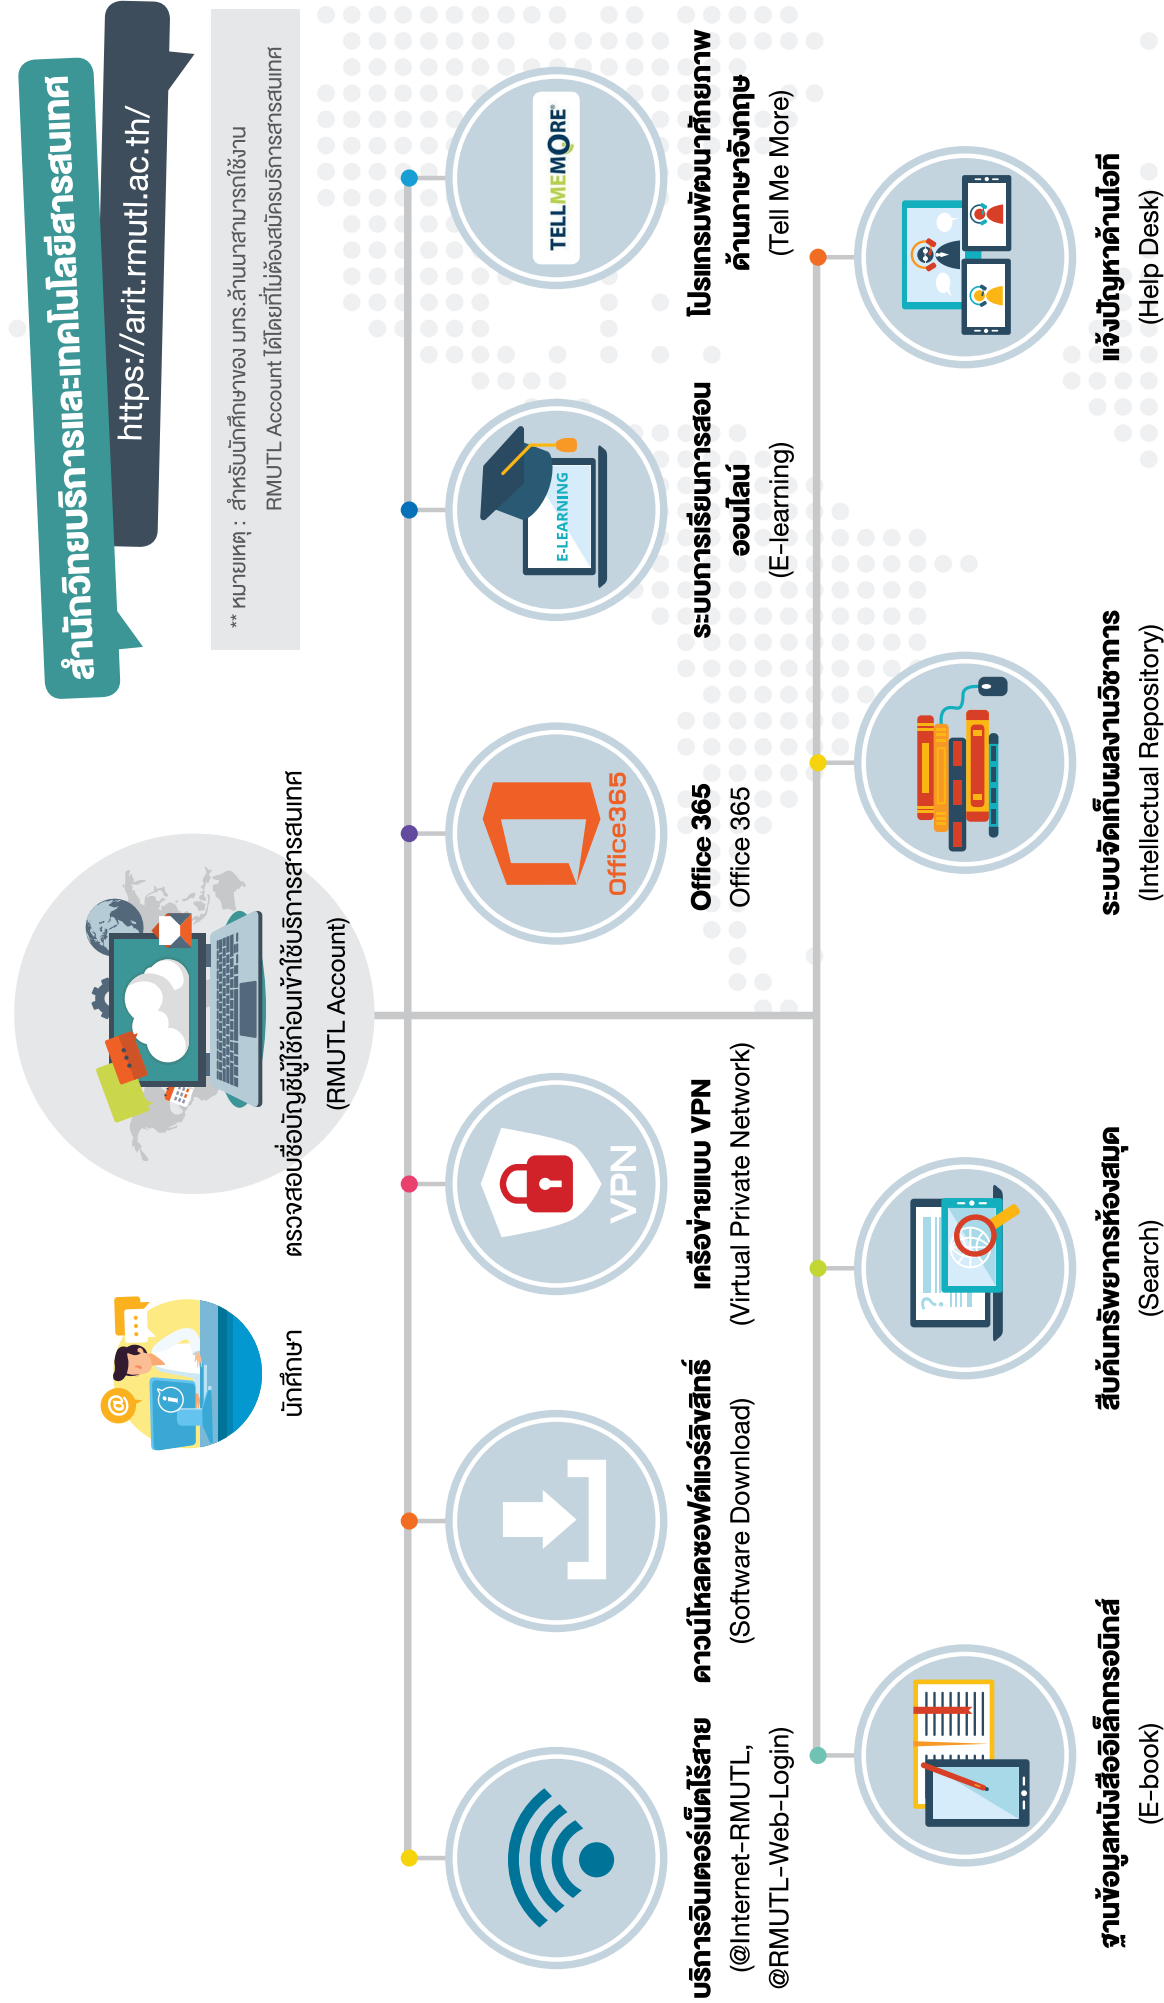 สำนักวิทยบริการและเทคโนโลยีสารสนเทศ
https://arit.rmutl.ac.th/
** หมายเหตุ : สำหรับนักศึกษาของ มทร.ล้านนาสามารถใช้งาน
RMUTL Account ได้โดยที่ไม่ต้องสมัครบริการสารสนเทศ
นักศึกษา
ตรวจสอบชื่อบัญชีผู้ใช้ก่อนเข้าใช้บริการสารสนเทศ
(RMUTL Account)
บริการอินเตอร์เน็ตไร้สาย
(@Internet-RMUTL,
@RMUTL-Web-Login)
ดาวน์โหลดซอฟต์แวร์ลิขสิทธิ์
(Software Download)
VPN
เครือข่ายแบบ VPN
(Virtual Private Network)
Office365
Office 365
Office 365
E-LEARNING
ระบบการเรียนการสอน
ออนไลน์
(E-learning)
TELLMEMORE®
โปรแกรมพัฒนาศักยภาพ
ด้านภาษาอังกฤษ
(Tell Me More)
ฐานข้อมูลหนังสืออิเล็กทรอนิกส์
(E-book)
สืบค้นทรัพยากรห้องสมุด
(Search)
ระบบจัดเก็บผลงานวิชาการ
(Intellectual Repository)
แจ้งปัญหาด้านไอที
(Help Desk)